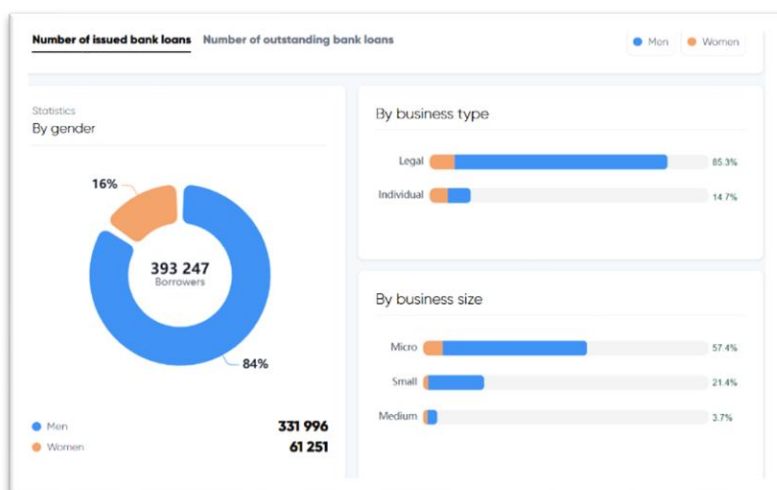 Number of issued bank loans Number of outstanding bank loans
Men Women
Statistics
By gender
16%
393 247
Borrowers
84%
Men 331 996
Women 61 251
By business type
Legal 85.3%
Individual 14.7%
By business size
Micro 57.4%
Small 21.4%
Medium 3.7%